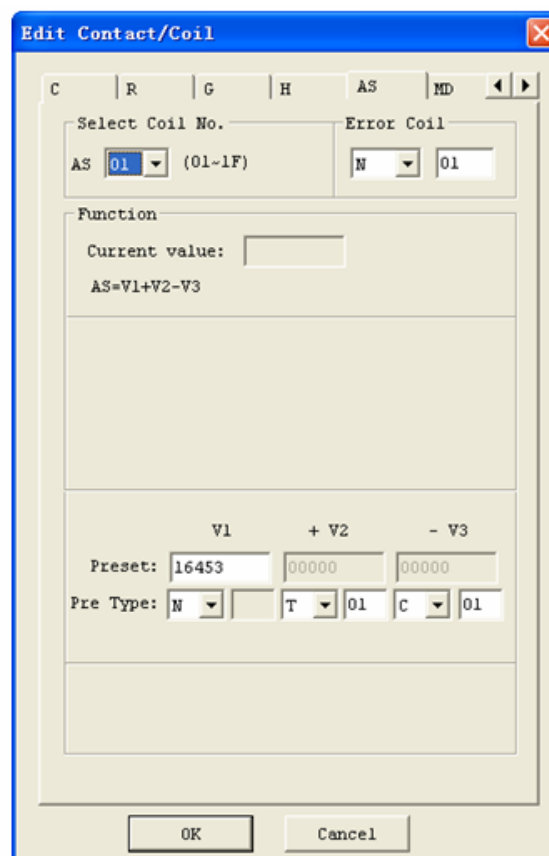 Edit Contact/Coil
C R G H AS MD
Select Coil No. Error Coil
AS 01 (01~1F) N 01
Function
Current value:
AS=V1+V2-V3
V1 + V2 - V3
Preset: 16453 00000 00000
Pre Type: N T 01 C 01
OK Cancel